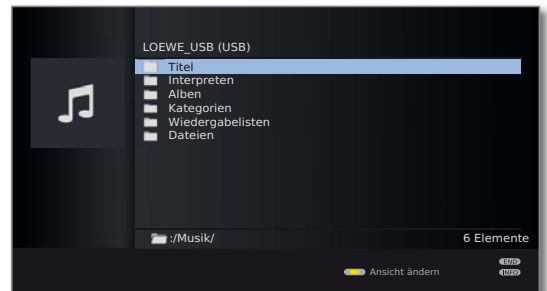 LOEWE_USB (USB)
Titel
Interpreten
Alben
Kategorien
Wiedergabelisten
Dateien
:/Musik/
6 Elemente
END
Ansicht ändern
INFO